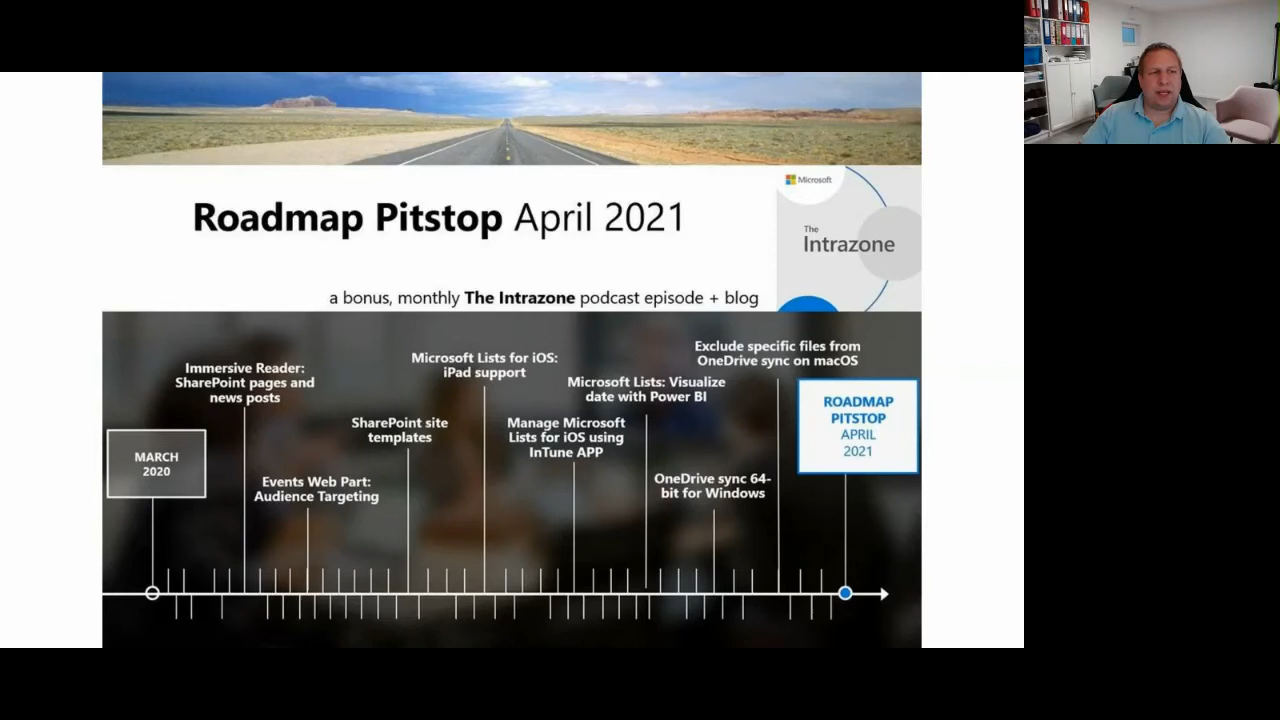 Microsoft
Roadmap Pitstop April 2021
The
Intrazone
a bonus, monthly The Intrazone podcast episode + blog
MARCH
2020
Immersive Reader:
SharePoint pages and
news posts
Events Web Part:
Audience Targeting
SharePoint site
templates
Microsoft Lists for iOS:
iPad support
Manage Microsoft
Lists for iOS using
InTune APP
Microsoft Lists: Visualize
date with Power BI
OneDrive sync 64-
bit for Windows
Exclude specific files from
OneDrive sync on macOS
ROADMAP
PITSTOP
APRIL
2021